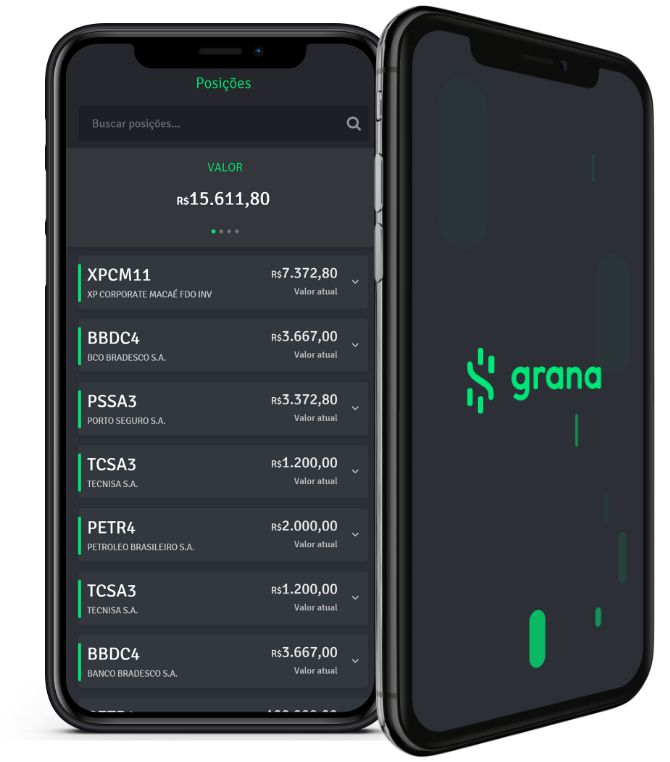 Posições
Buscar posições...
VALOR
R$15.611,80
XPCM11
R$7.372,80
XP CORPORATE MACAÉ FDO INV
Valor atual
BBDC4
R$3.667,00
BCO BRADESCO S.A.
Valor atual
PSSA3
R$3.372,80
PORTO SEGURO S.A.
Valor atual
TCSA3
R$1.200,00
TECNISA S.A.
Valor atual
PETR4
R$2.000,00
PETROLEO BRASILEIRO S.A.
Valor atual
TCSA3
R$1.200,00
TECNISA S.A.
Valor atual
BBDC4
R$3.667,00
BANCO BRADESCO S.A.
Valor atual
grana